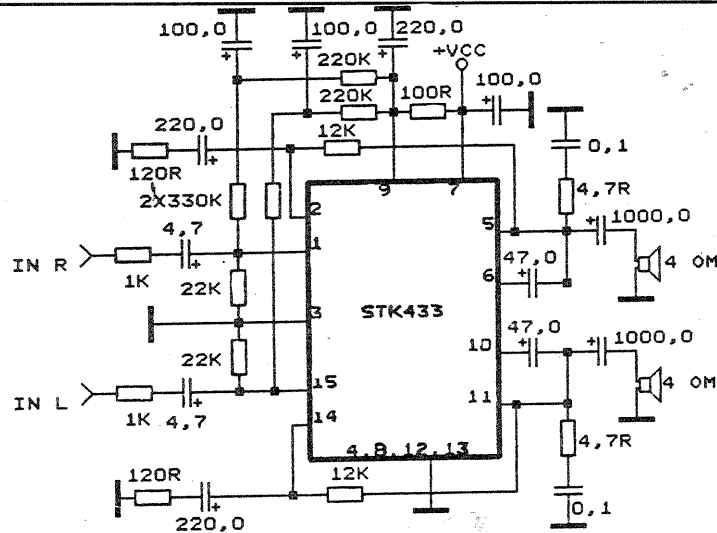 100,0
100,0
220,0
+VCC
220K
220K
100R
100,0
220,0
12K
0,1
120R
2X330K
9
7
4,7R
4,7
2
5
1000,0
IN R
1
1K
22K
6
47,0
4 OM
3
STK433
22K
10
47,0
1000,0
15
IN L
1K
4,7
14
11
4 OM
4,8,12,13
4,7R
120R
12K
220,0
0,1